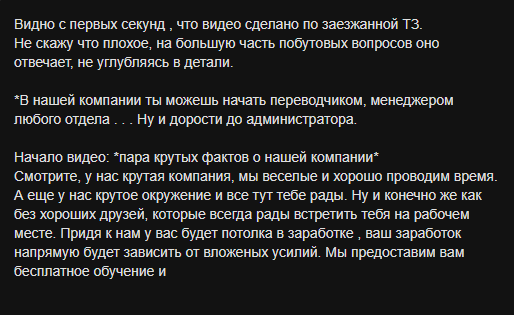 Видно с первых секунд , что видео сделано по заезжанной ТЗ.
Не скажу что плохое, на большую часть побутовых вопросов оно
отвечает, не углубляясь в детали.
*В нашей компании ты можешь начать переводчиком, менеджером
любого отдела . . . Ну и дорости до администратора.
Начало видео: *пара крутых фактов о нашей компании*
Смотрите, у нас крутая компания, мы веселые и хорошо проводим время.
А еще у нас крутое окружение и все тут тебе рады. Ну и конечно же как
без хороших друзей, которые всегда рады встретить тебя на рабочем
месте. Придя к нам у вас будет потолка в заработке , ваш заработок
напрямую будет зависить от вложеных усилий. Мы предоставим вам
бесплатное обучение и